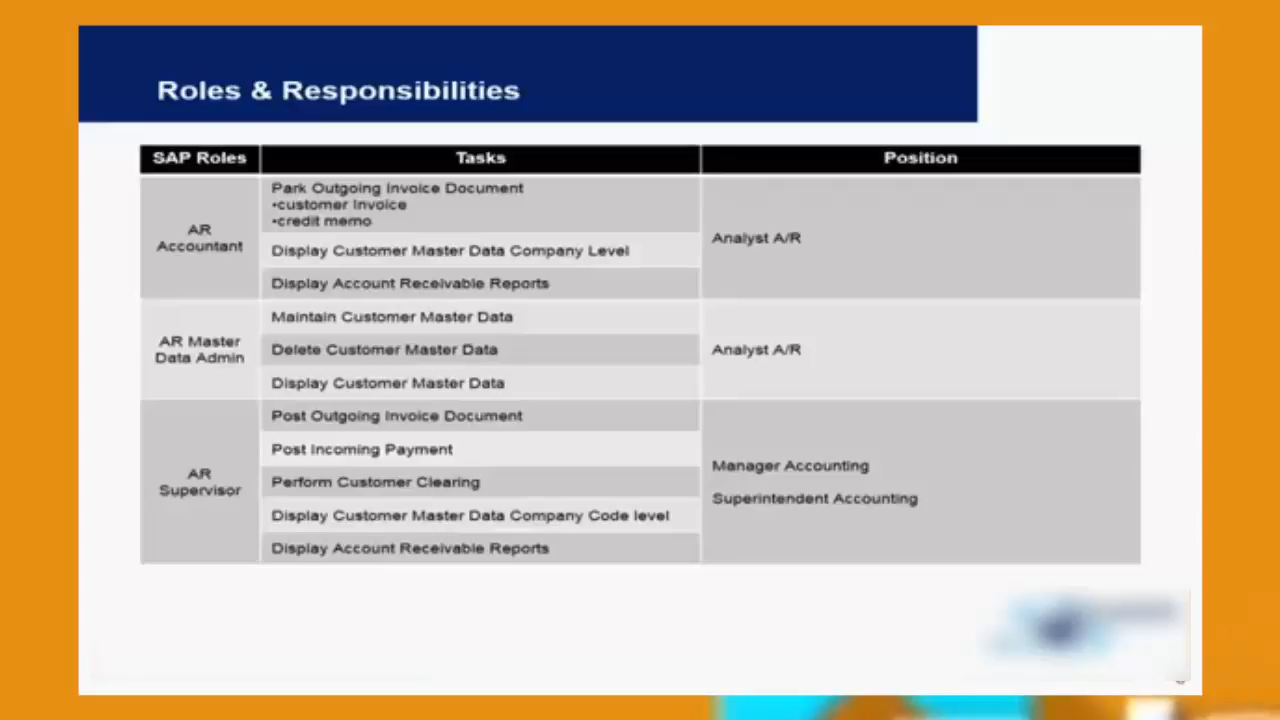 Roles & Responsibilities
SAP Roles
Tasks
Position
AR
Accountant
Park Outgoing Invoice Document
•customer Invoice
•credit memo
Display Customer Master Data Company Level
Display Account Receivable Reports
Analyst A/R
AR Master
Data Admin
Maintain Customer Master Data
Delete Customer Master Data
Display Customer Master Data
Analyst A/R
AR
Supervisor
Post Outgoing Invoice Document
Post Incoming Payment
Perform Customer Clearing
Display Customer Master Data Company Code level
Display Account Receivable Reports
Manager Accounting
Superintendent Accounting